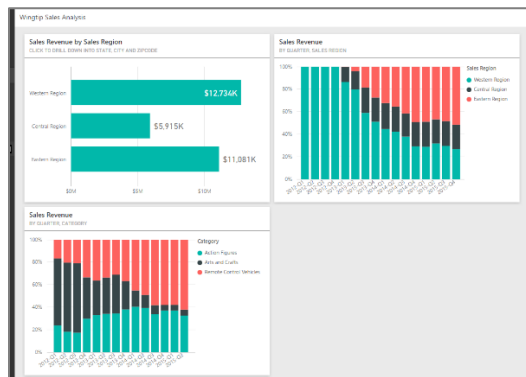 Wingtip Sales Analysis
Sales Revenue by Sales Region
CLICK TO DRILL DOWN INTO STATE, CITY AND ZIPCODE
Western Region
$12,734K
Central Region
$5,915K
Eastern Region
$11,081K
$0M
$5M
$10M
Sales Revenue
BY QUARTER, SALES REGION
100%
80%
60%
40%
20%
0%
Sales Region
Western Region
Central Region
Eastern Region
Sales Revenue
BY QUARTER, CATEGORY
100%
80%
60%
40%
20%
0%
Category
Action Figures
Arts and Crafts
Remote Control Vehicles